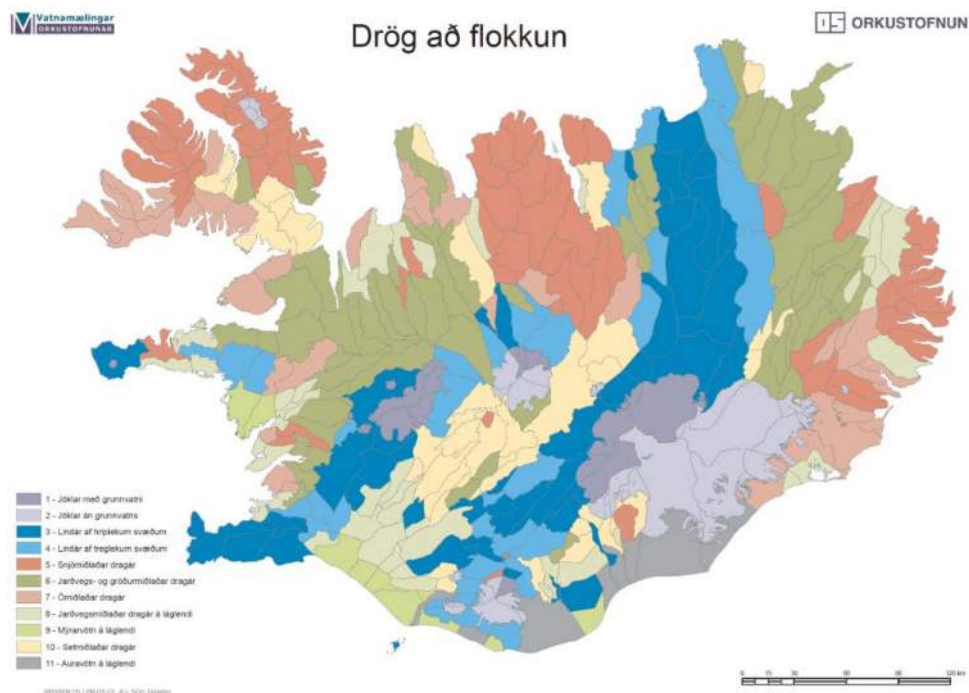 Vatnamælingar
ORKUSTOFNUNAR
Drög að flokkun
OS ORKUSTOFNUN
1 - Jöklar með grunnvatni
2 - Jöklar án grunnvatns
3 - Lindár af hriplekum svæðum
4 - Lindár af treglekum svæðum
5 - Snjómiðlaðar dragár
6 - Jarðvegs- og gróðurmiðlaðar dragár
7 - Ómiðlaðar dragár
8 - Jarðvegsmiðlaðar dragár á láglendi
9 - Mýravötn á láglendi
10 - Setmiðlaðar dragár
11 - Auravötn á láglendi
0 15 30 60 90 120 km